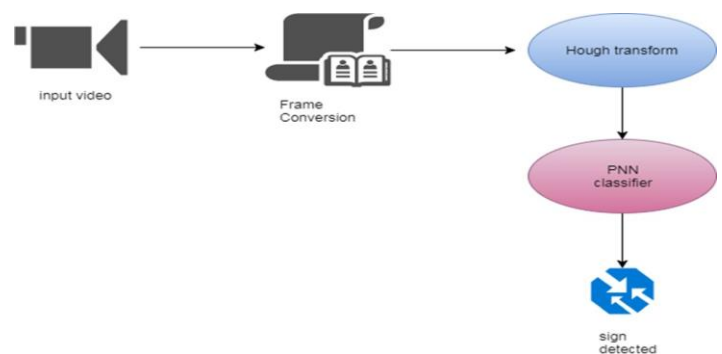 input video
Frame
Conversion
Hough transform
PNN
classifier
sign
detected